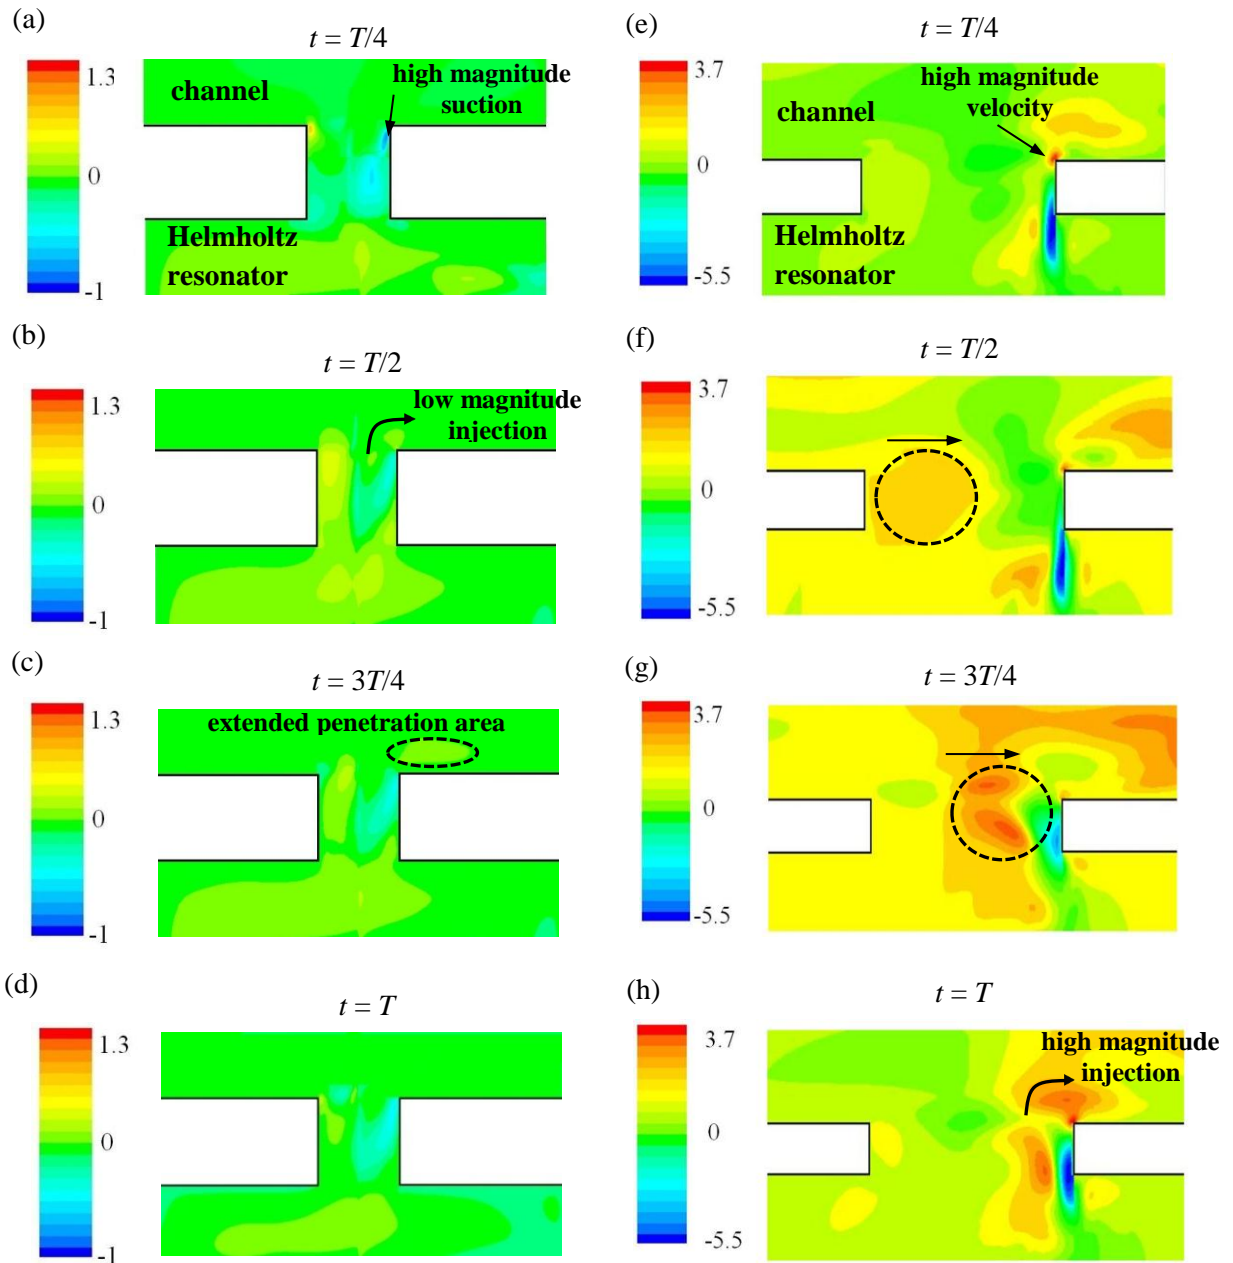 (a)
t = T/4
1.3
0
-1
channel
high magnitude
suction
Helmholtz
resonator
(e)
t = T/4
3.7
0
-5.5
channel
high magnitude
velocity
Helmholtz
resonator
(b)
t = T/2
1.3
0
-1
low magnitude
injection
(f)
t = T/2
3.7
0
-5.5
(c)
t = 3T/4
1.3
0
-1
extended penetration area
(g)
t = 3T/4
3.7
0
-5.5
(d)
t = T
1.3
0
-1
(h)
t = T
3.7
0
-5.5
high magnitude
injection